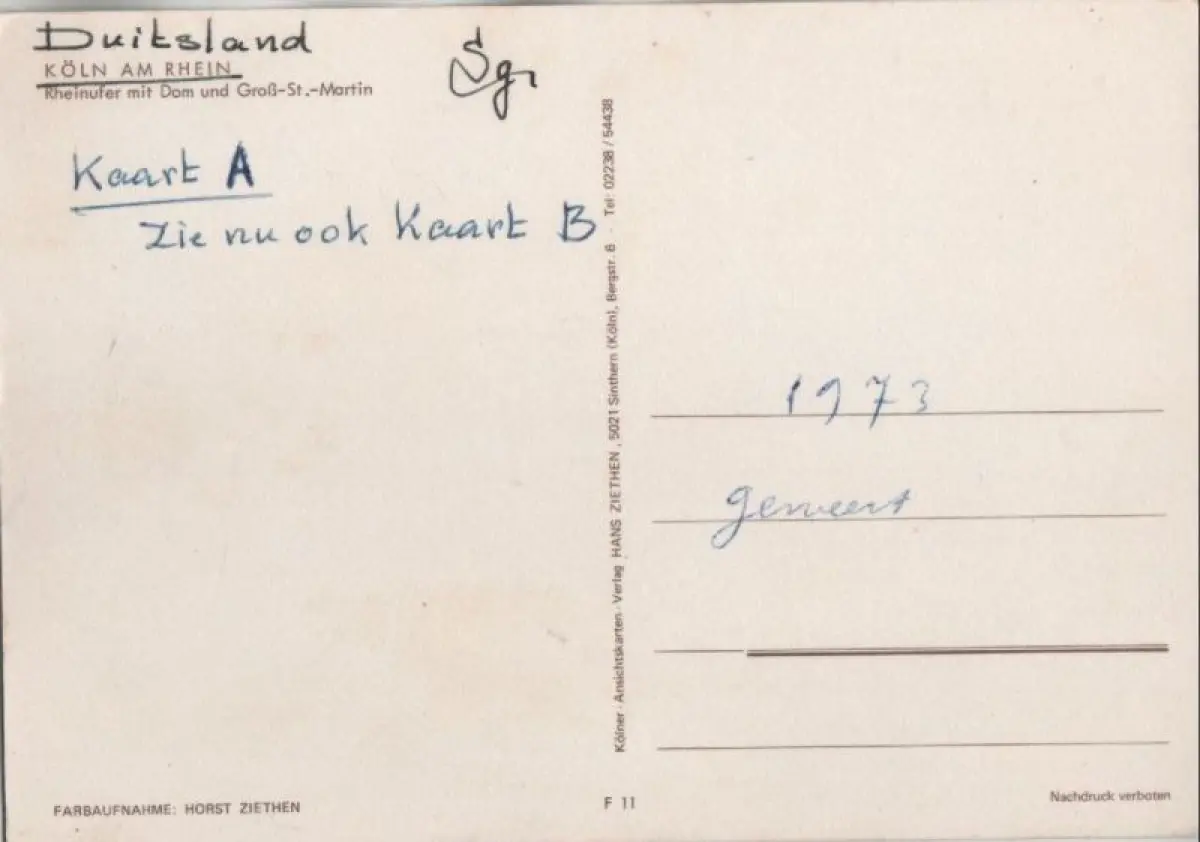 Duitsland
KÖLN AM RHEIN
Rheinufer mit Dom und Groß-St.-Martin
Kaart A
Zie nu ook Kaart B
Kölner · Ansichtskarten · Verlag HANS ZIETHEN, 5021 Sinthern (Köln), Bergstr. 6 · Tel: 02238 / 54438
1973
geweest
FARBAUFNAHME: HORST ZIETHEN
F 11
Nachdruck verboten